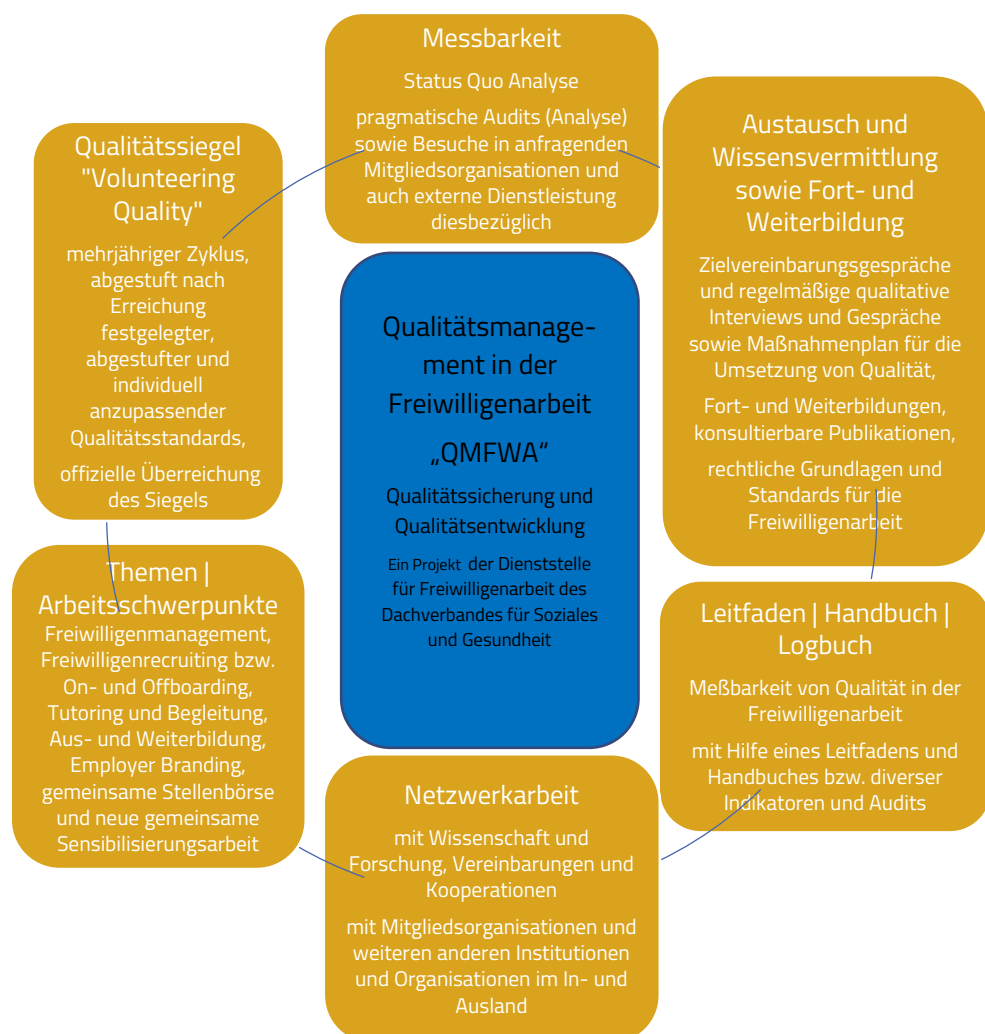 Messbarkeit
Status Quo Analyse
pragmatische Audits (Analyse)
sowie Besuche in anfragenden
Mitgliedsorganisationen und
auch externe Dienstleistung
diesbezüglich
Austausch und
Wissensvermittlung
sowie Fort- und
Weiterbildung
Zielvereinbarungsgespräche
und regelmäßige qualitative
Interviews und Gespräche
sowie Maßnahmenplan für die
Umsetzung von Qualität,
Fort- und Weiterbildungen,
konsultierbare Publikationen,
rechtliche Grundlagen und
Standards für die
Freiwilligenarbeit
Leitfaden | Handbuch |
Logbuch
Meßbarkeit von Qualität in der
Freiwilligenarbeit
mit Hilfe eines Leitfadens und
Handbuches bzw. diverser
Indikatoren und Audits
Netzwerkarbeit
mit Wissenschaft und
Forschung, Vereinbarungen und
Kooperationen
mit Mitgliedsorganisationen und
weiteren anderen Institutionen
und Organisationen im In- und
Ausland
Themen |
Arbeitsschwerpunkte
Freiwilligenmanagement,
Freiwilligenrecruiting bzw.
On- und Offboarding,
Tutoring und Begleitung,
Aus- und Weiterbildung,
Employer Branding,
gemeinsame Stellenbörse
und neue gemeinsame
Sensibilisierungsarbeit
Qualitätssiegel
"Volunteering
Quality"
mehrjähriger Zyklus,
abgestuft nach
Erreichung
festgelegter,
abgestufter und
individuell
anzupassender
Qualitätsstandards,
offizielle Überreichung
des Siegels
Qualitätsmanage-
ment in der
Freiwilligenarbeit
„QMFWA“
Qualitätssicherung und
Qualitätsentwicklung
Ein Projekt der Dienststelle
für Freiwilligenarbeit des
Dachverbandes für Soziales
und Gesundheit